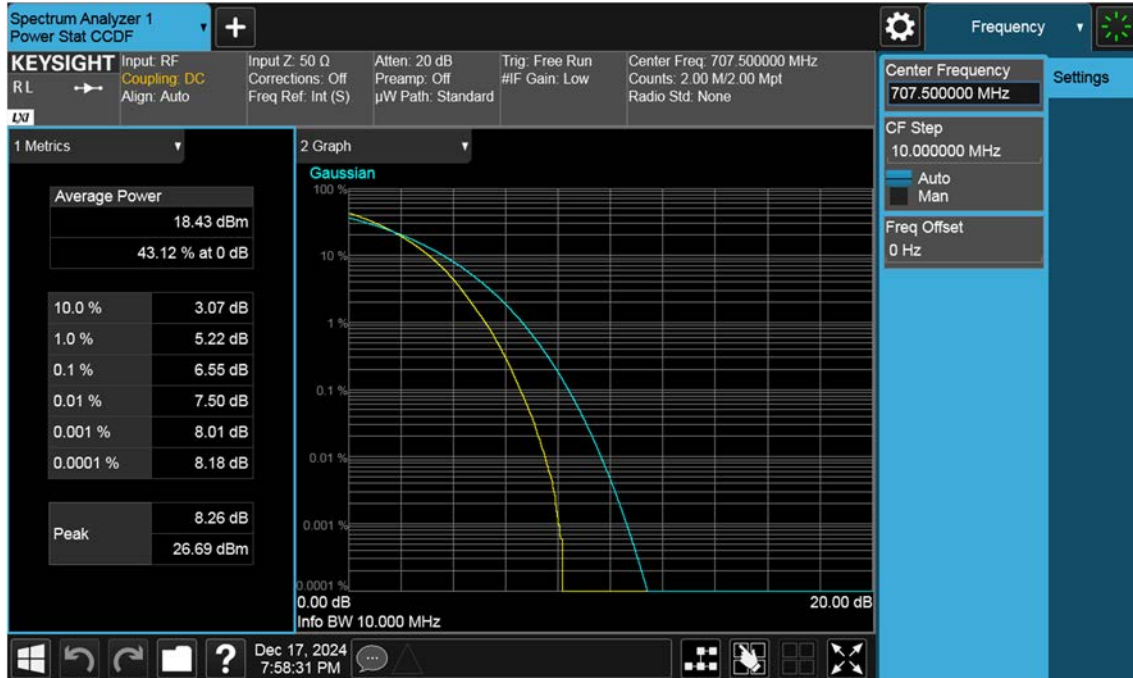 Spectrum Analyzer 1
Power Stat CCDF
Frequency
KEYSIGHT
RL
LXI
Input: RF
Coupling: DC
Align: Auto
Input Z: 50 Ω
Corrections: Off
Freq Ref: Int (S)
Atten: 20 dB
Preamp: Off
µW Path: Standard
Trig: Free Run
#IF Gain: Low
Center Freq: 707.500000 MHz
Counts: 2.00 M/2.00 Mpt
Radio Std: None
Center Frequency
707.500000 MHz
Settings
CF Step
10.000000 MHz
Auto
Man
Freq Offset
0 Hz
1 Metrics
Average Power
18.43 dBm
43.12 % at 0 dB
10.0 % 3.07 dB
1.0 % 5.22 dB
0.1 % 6.55 dB
0.01 % 7.50 dB
0.001 % 8.01 dB
0.0001 % 8.18 dB
Peak
8.26 dB
26.69 dBm
2 Graph
Gaussian
100 %
10 %
1 %
0.1 %
0.01 %
0.001 %
0.0001 %
0.00 dB 20.00 dB
Info BW 10.000 MHz
?
Dec 17, 2024
7:58:31 PM